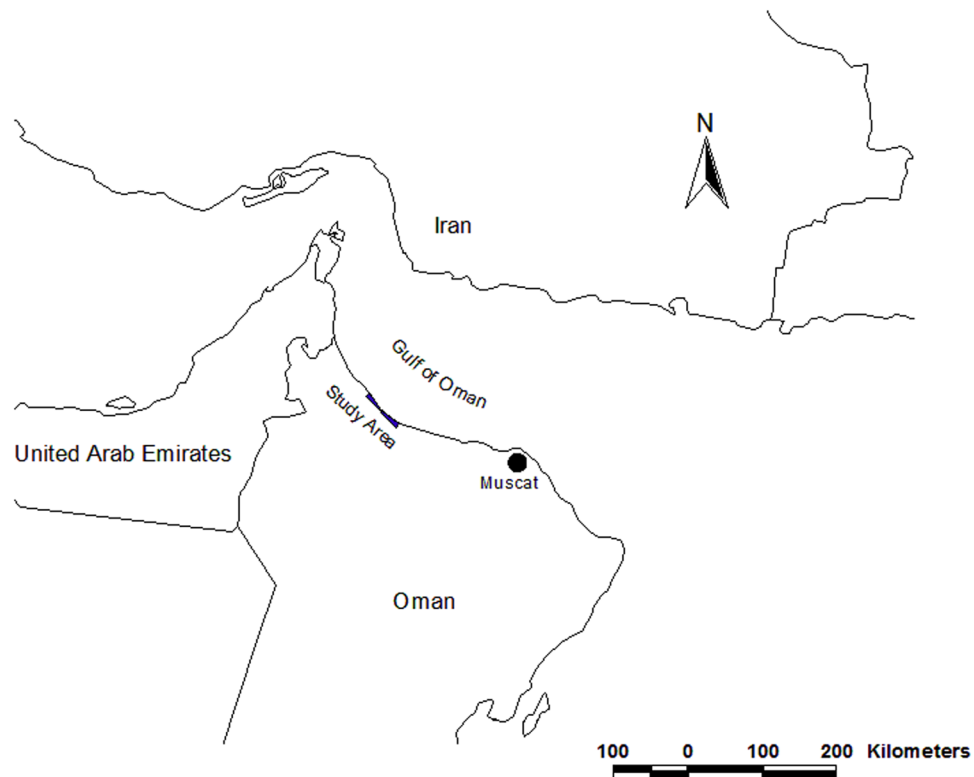 N
Iran
Gulf of Oman
Study Area
United Arab Emirates
Muscat
Oman
100 0 100 200 Kilometers